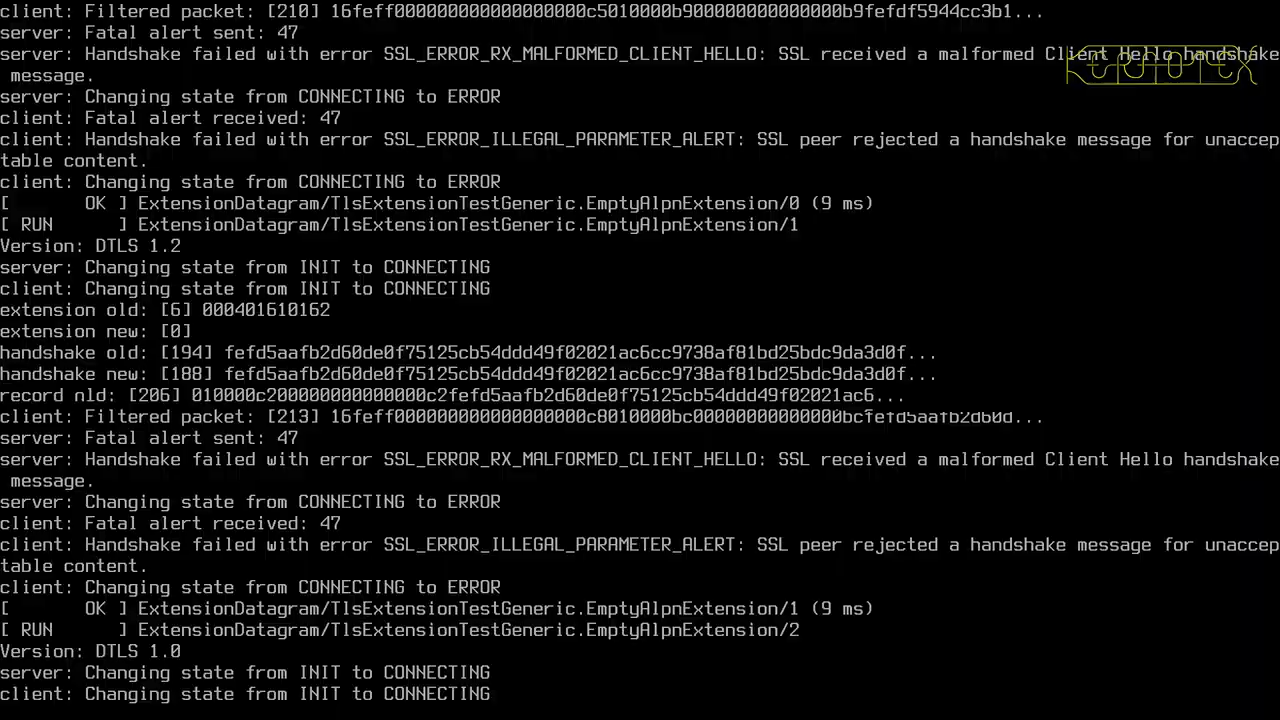 client: Filtered packet: [210] 16feff0000000000000000c5010000b900000000000000b9fefdf5944cc3b1...
server: Fatal alert sent: 47
server: Handshake failed with error SSL_ERROR_RX_MALFORMED_CLIENT_HELLO: SSL received a malformed Client Hello handshake
 message.
server: Changing state from CONNECTING to ERROR
client: Fatal alert received: 47
client: Handshake failed with error SSL_ERROR_ILLEGAL_PARAMETER_ALERT: SSL peer rejected a handshake message for unaccep
table content.
client: Changing state from CONNECTING to ERROR
[       OK ] ExtensionDatagram/TlsExtensionTestGeneric.EmptyAlpnExtension/0 (9 ms)
[ RUN      ] ExtensionDatagram/TlsExtensionTestGeneric.EmptyAlpnExtension/1
Version: DTLS 1.2
server: Changing state from INIT to CONNECTING
client: Changing state from INIT to CONNECTING
extension old: [6] 000401610162
extension new: [0]
handshake old: [194] fefd5aafb2d60de0f75125cb54ddd49f02021ac6cc9738af81bd25bdc9da3d0f...
handshake new: [188] fefd5aafb2d60de0f75125cb54ddd49f02021ac6cc9738af81bd25bdc9da3d0f...
record nld: [206] 010000c200000000000000c2fefd5aafb2d60de0f75125cb54ddd49f02021ac6...
client: Filtered packet: [213] 16feff0000000000000000c8010000bc00000000000000bcfefd5aafb2d60d...
server: Fatal alert sent: 47
server: Handshake failed with error SSL_ERROR_RX_MALFORMED_CLIENT_HELLO: SSL received a malformed Client Hello handshake
 message.
server: Changing state from CONNECTING to ERROR
client: Fatal alert received: 47
client: Handshake failed with error SSL_ERROR_ILLEGAL_PARAMETER_ALERT: SSL peer rejected a handshake message for unaccep
table content.
client: Changing state from CONNECTING to ERROR
[       OK ] ExtensionDatagram/TlsExtensionTestGeneric.EmptyAlpnExtension/1 (9 ms)
[ RUN      ] ExtensionDatagram/TlsExtensionTestGeneric.EmptyAlpnExtension/2
Version: DTLS 1.0
server: Changing state from INIT to CONNECTING
client: Changing state from INIT to CONNECTING